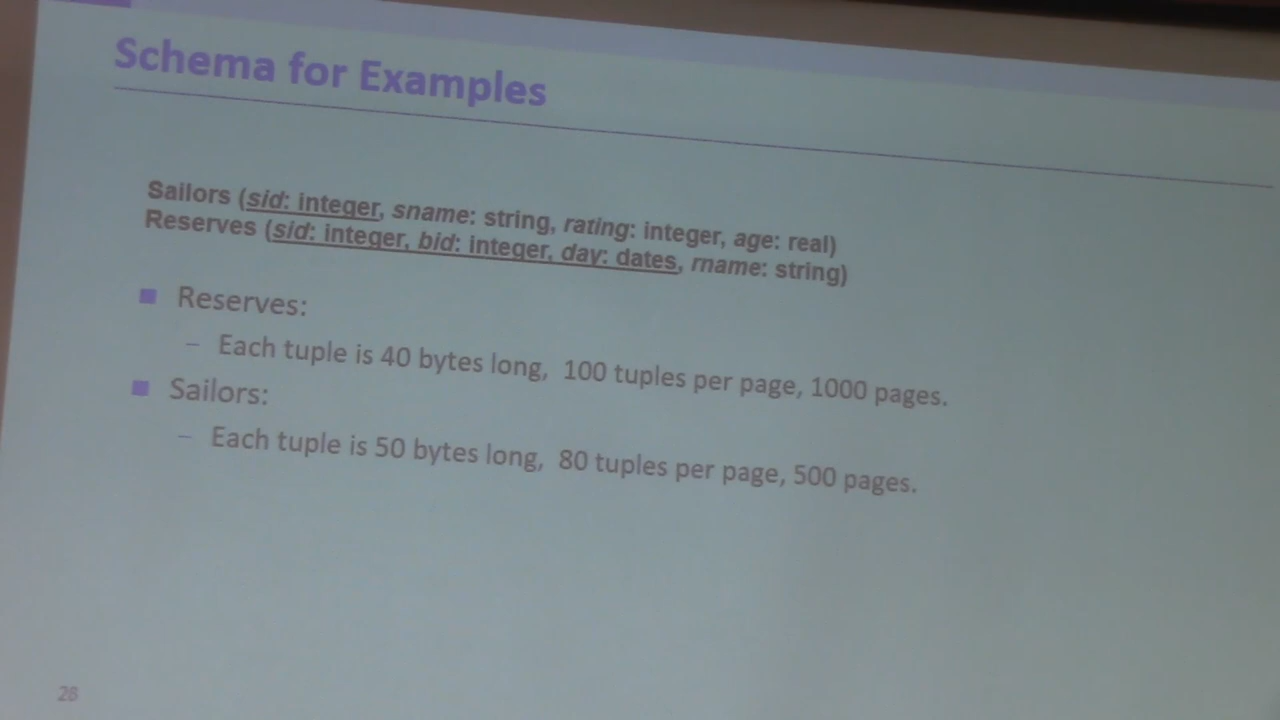 Schema for Examples
Sailors (sid: integer, sname: string, rating: integer, age: real)
Reserves (sid: integer, bid: integer, day: dates, rname: string)
Reserves:
– Each tuple is 40 bytes long, 100 tuples per page, 1000 pages.
Sailors:
– Each tuple is 50 bytes long, 80 tuples per page, 500 pages.